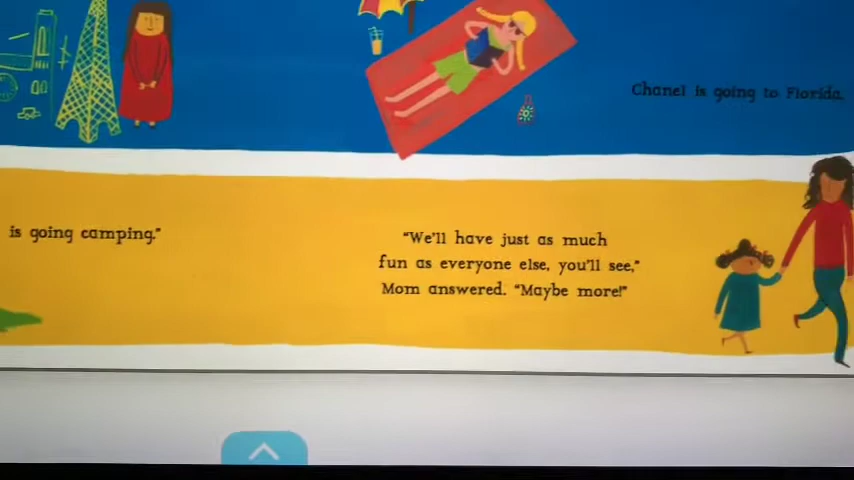 Chanel is going to Florida.
is going camping."
"We'll have just as much
fun as everyone else, you'll see,"
Mom answered. "Maybe more!"